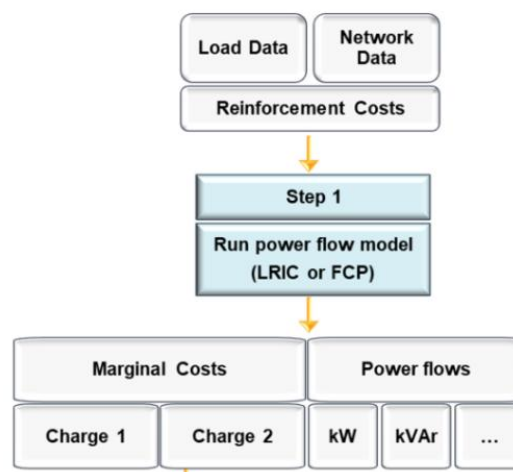 Load Data
Network
Data
Reinforcement Costs
Step 1
Run power flow model
(LRIC or FCP)
Marginal Costs
Power flows
Charge 1
Charge 2
kW
kVAr
...